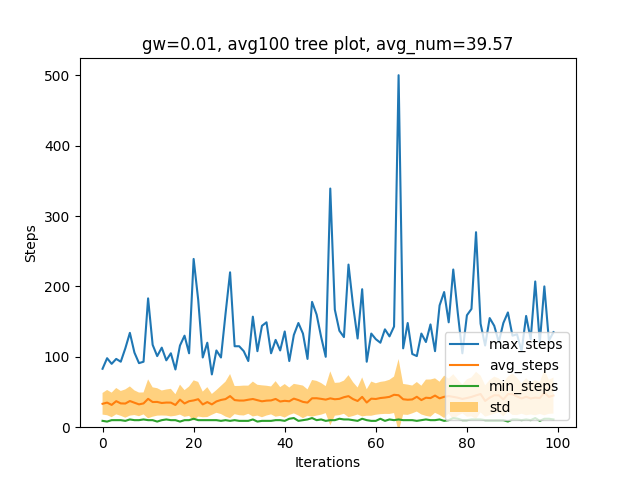 gw=0.01, avg100 tree plot, avg_num=39.57
500
400
300
200
100
0
Steps
0
20
40
60
80
100
Iterations
max_steps
avg_steps
min_steps
std